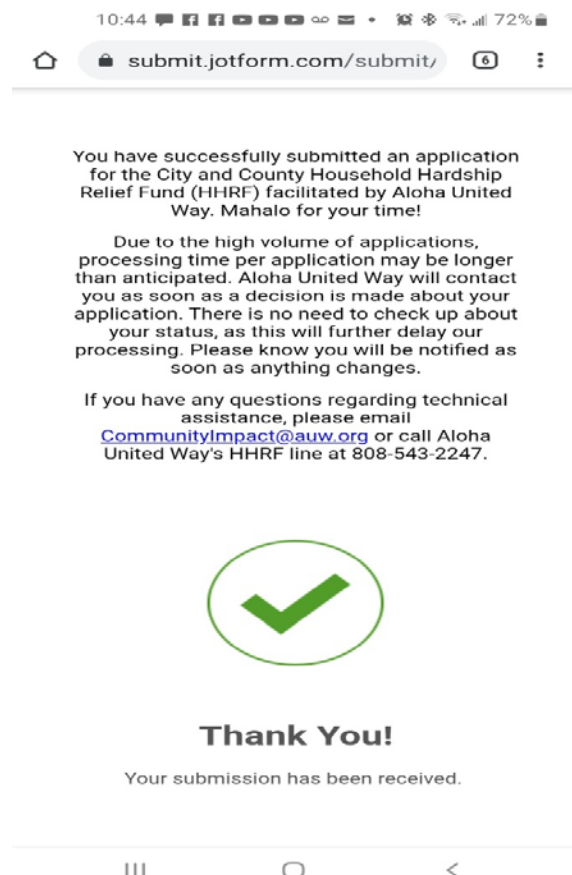 10:44 72%
submit.jotform.com/submit/ 6
You have successfully submitted an application
for the City and County Household Hardship
Relief Fund (HHRF) facilitated by Aloha United
Way. Mahalo for your time!
Due to the high volume of applications,
processing time per application may be longer
than anticipated. Aloha United Way will contact
you as soon as a decision is made about your
application. There is no need to check up about
your status, as this will further delay our
processing. Please know you will be notified as
soon as anything changes.
If you have any questions regarding technical
assistance, please email
CommunityImpact@auw.org or call Aloha
United Way's HHRF line at 808-543-2247.
Thank You!
Your submission has been received.